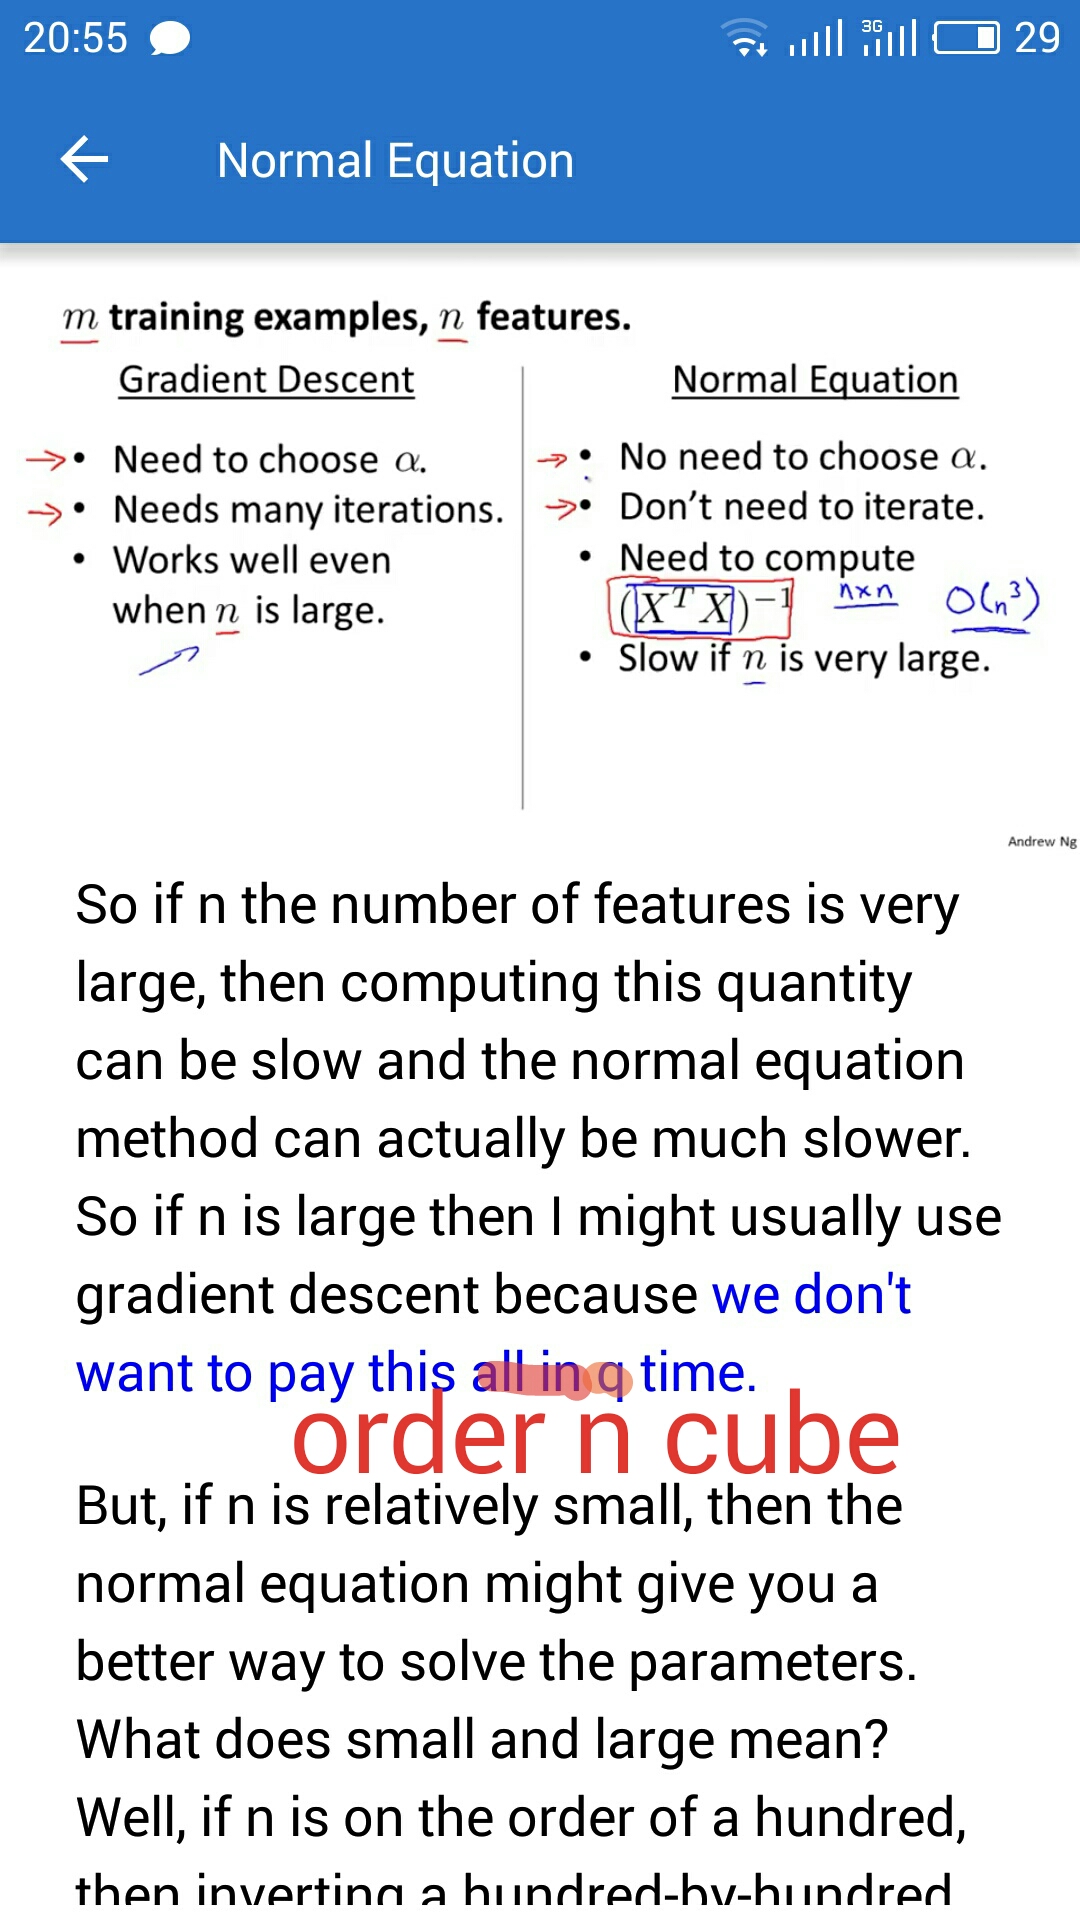 20:55 3G 29
Normal Equation
m training examples, n features.
Gradient Descent
→ • Need to choose α.
→ • Needs many iterations.
• Works well even
when n is large.
Normal Equation
→ • No need to choose α.
→ • Don't need to iterate.
• Need to compute
(XᵀX)⁻¹ n×n O(n³)
• Slow if n is very large.
Andrew Ng
So if n the number of features is very
large, then computing this quantity
can be slow and the normal equation
method can actually be much slower.
So if n is large then I might usually use
gradient descent because we don't
want to pay this all in q time.
order n cube
But, if n is relatively small, then the
normal equation might give you a
better way to solve the parameters.
What does small and large mean?
Well, if n is on the order of a hundred,
then inverting a hundred-by-hundred